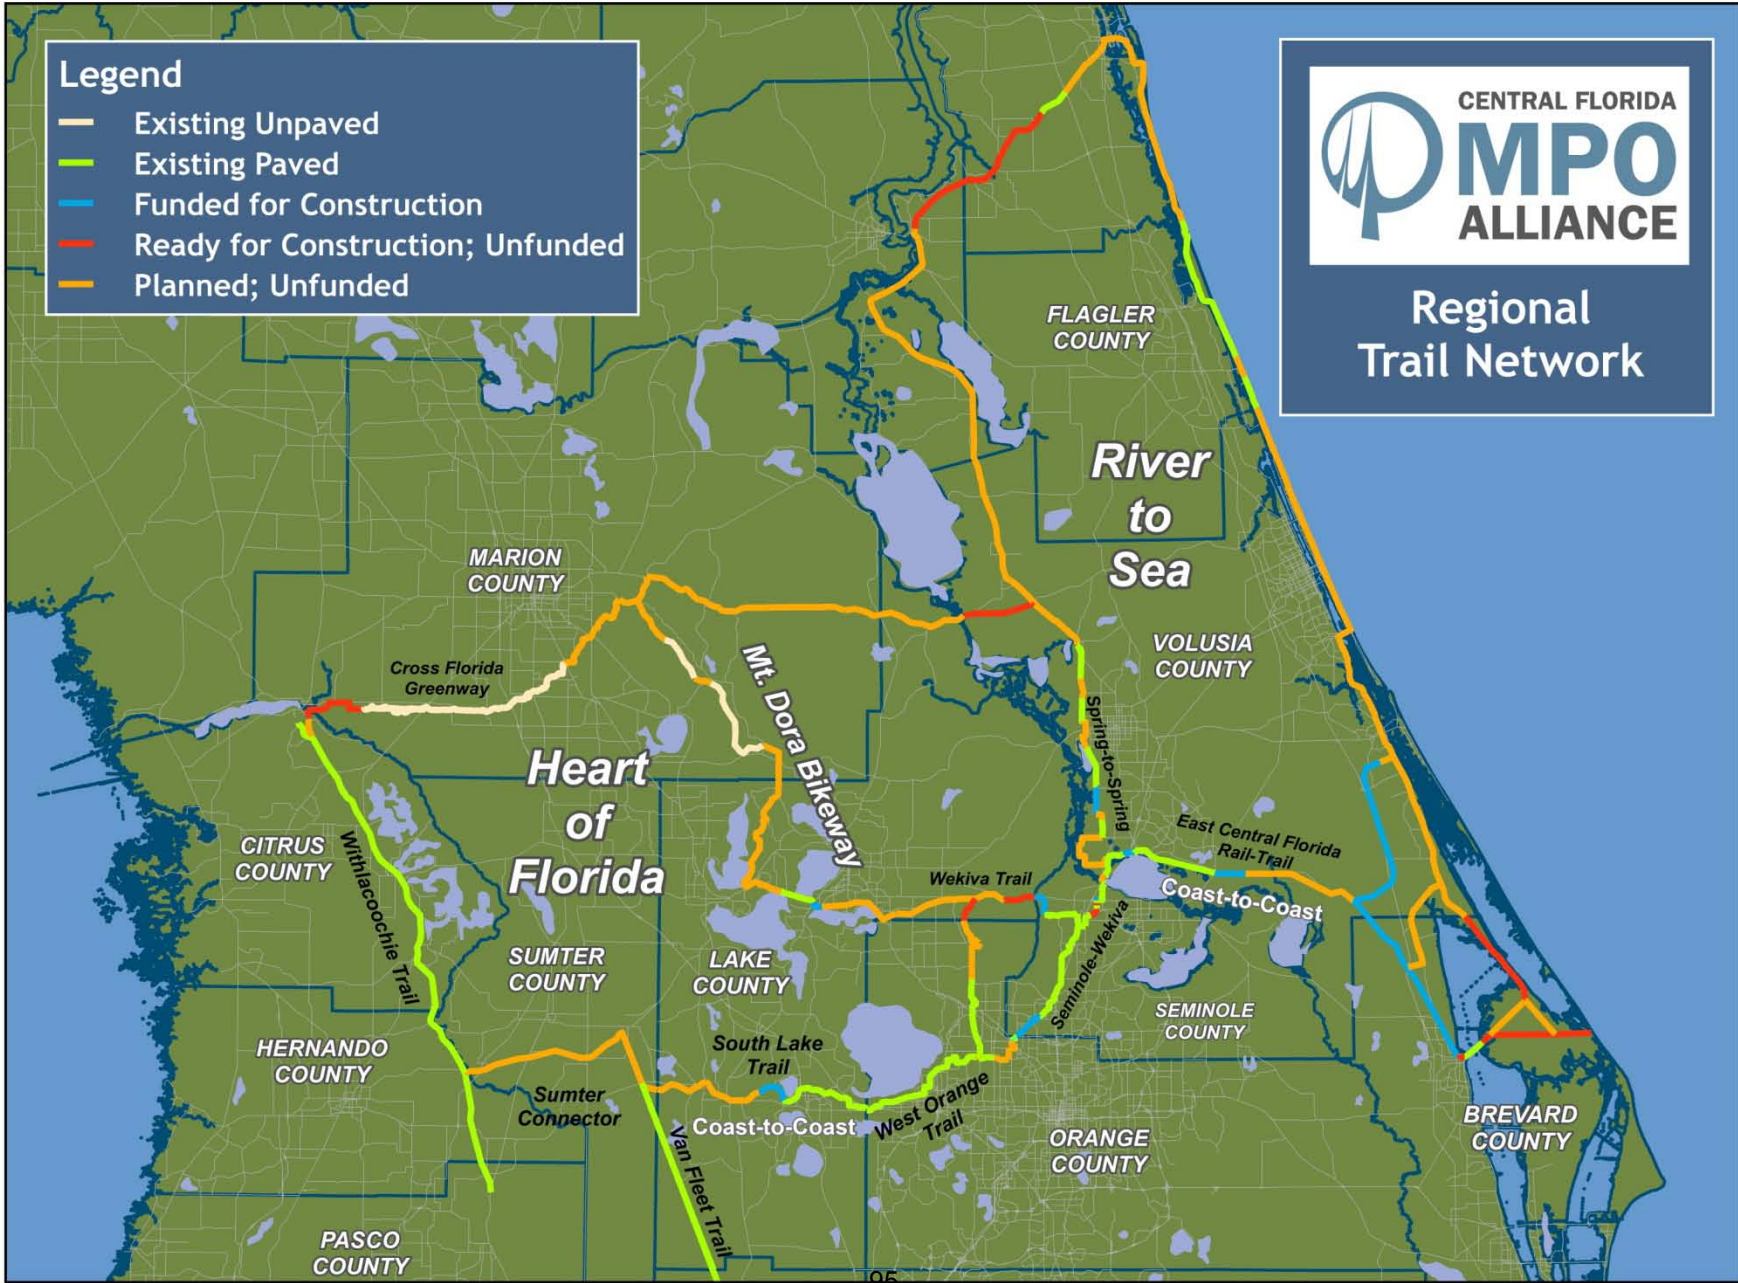 Legend
Existing Unpaved
Existing Paved
Funded for Construction
Ready for Construction; Unfunded
Planned; Unfunded
CENTRAL FLORIDA
MPO
ALLIANCE
Regional
Trail Network
FLAGLER
COUNTY
River
to
Sea
MARION
COUNTY
VOLUSIA
COUNTY
Cross Florida
Greenway
Mt. Dora Bikeway
Spring-to-Spring
Heart
of
Florida
CITRUS
COUNTY
Withlacoochie Trail
East Central Florida
Rail-Trail
Wekiva Trail
Coast-to-Coast
Seminole-Wekiva
SUMTER
COUNTY
LAKE
COUNTY
SEMINOLE
COUNTY
HERNANDO
COUNTY
South Lake
Trail
Sumter
Connector
Coast-to-Coast
West Orange
Trail
Van Fleet Trail
ORANGE
COUNTY
BREVARD
COUNTY
PASCO
COUNTY
95